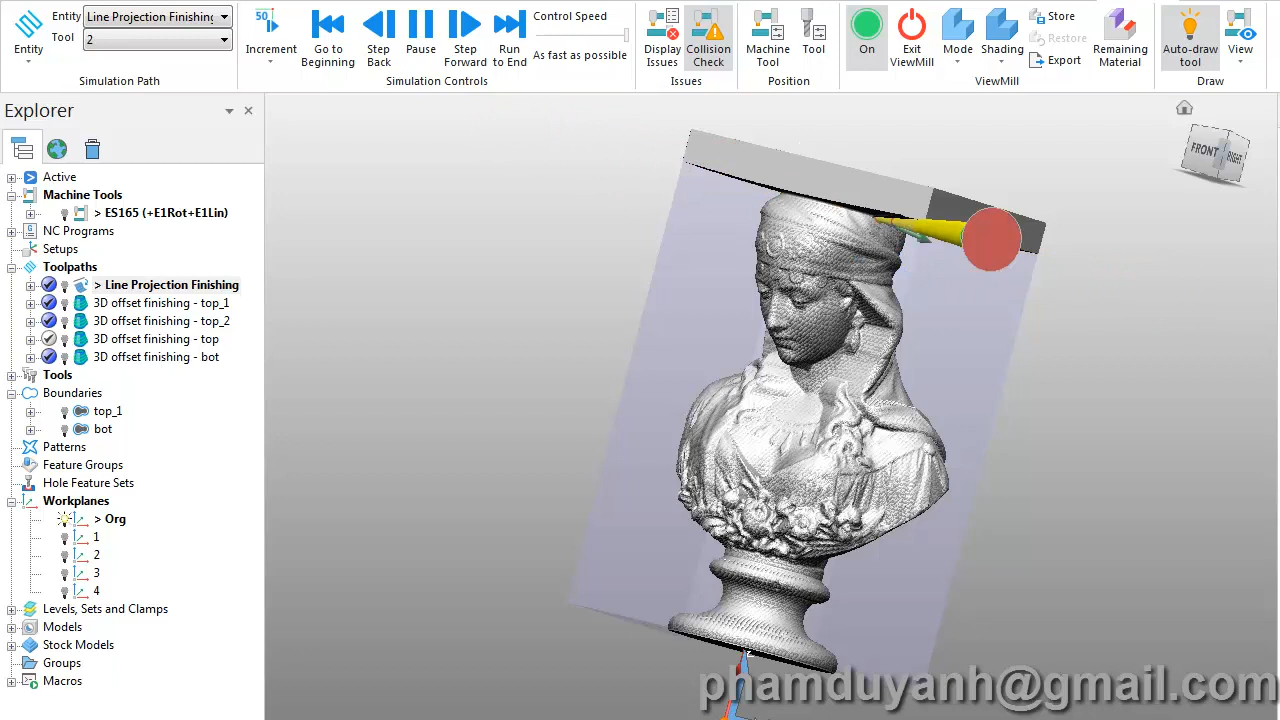 Entity
Tool
Line Projection Finishing
2
50
Entity
Simulation Path
Increment
Go to Beginning
Step Back
Pause
Step Forward
Run to End
Control Speed
As fast as possible
Simulation Controls
Display Issues
Collision Check
Issues
Machine Tool
Tool
Position
On
Exit ViewMill
Mode
Shading
Store
Restore
Export
Remaining Material
ViewMill
Auto-draw tool
View
Draw
Explorer
Active
Machine Tools
> ES165 (+E1Rot+E1Lin)
NC Programs
Setups
Toolpaths
> Line Projection Finishing
3D offset finishing - top_1
3D offset finishing - top_2
3D offset finishing - top
3D offset finishing - bot
Tools
Boundaries
top_1
bot
Patterns
Feature Groups
Hole Feature Sets
Workplanes
> Org
1
2
3
4
Levels, Sets and Clamps
Models
Stock Models
Groups
Macros
FRONT
RIGHT
Z
phamduyanh@gmail.com